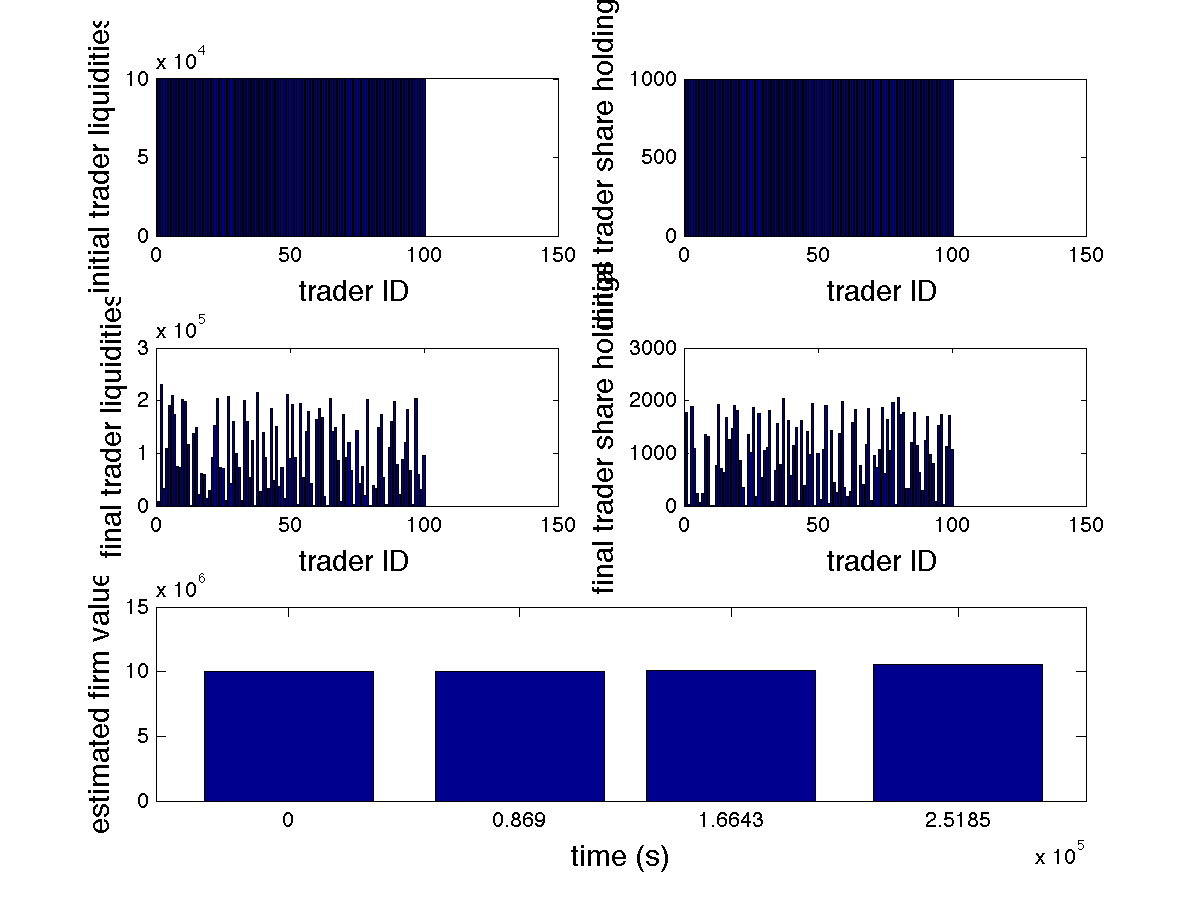 initial trader liquidities
x 10^4
10
5
0
0 50 100 150
trader ID
trader share holding
1000
500
0
0 50 100 150
trader ID
final trader liquidities
x 10^5
3
2
1
0
0 50 100 150
trader ID
final trader share holdings
3000
2000
1000
0
0 50 100 150
trader ID
estimated firm value
x 10^6
15
10
5
0
0 0.869 1.6643 2.5185
time (s)
x 10^5